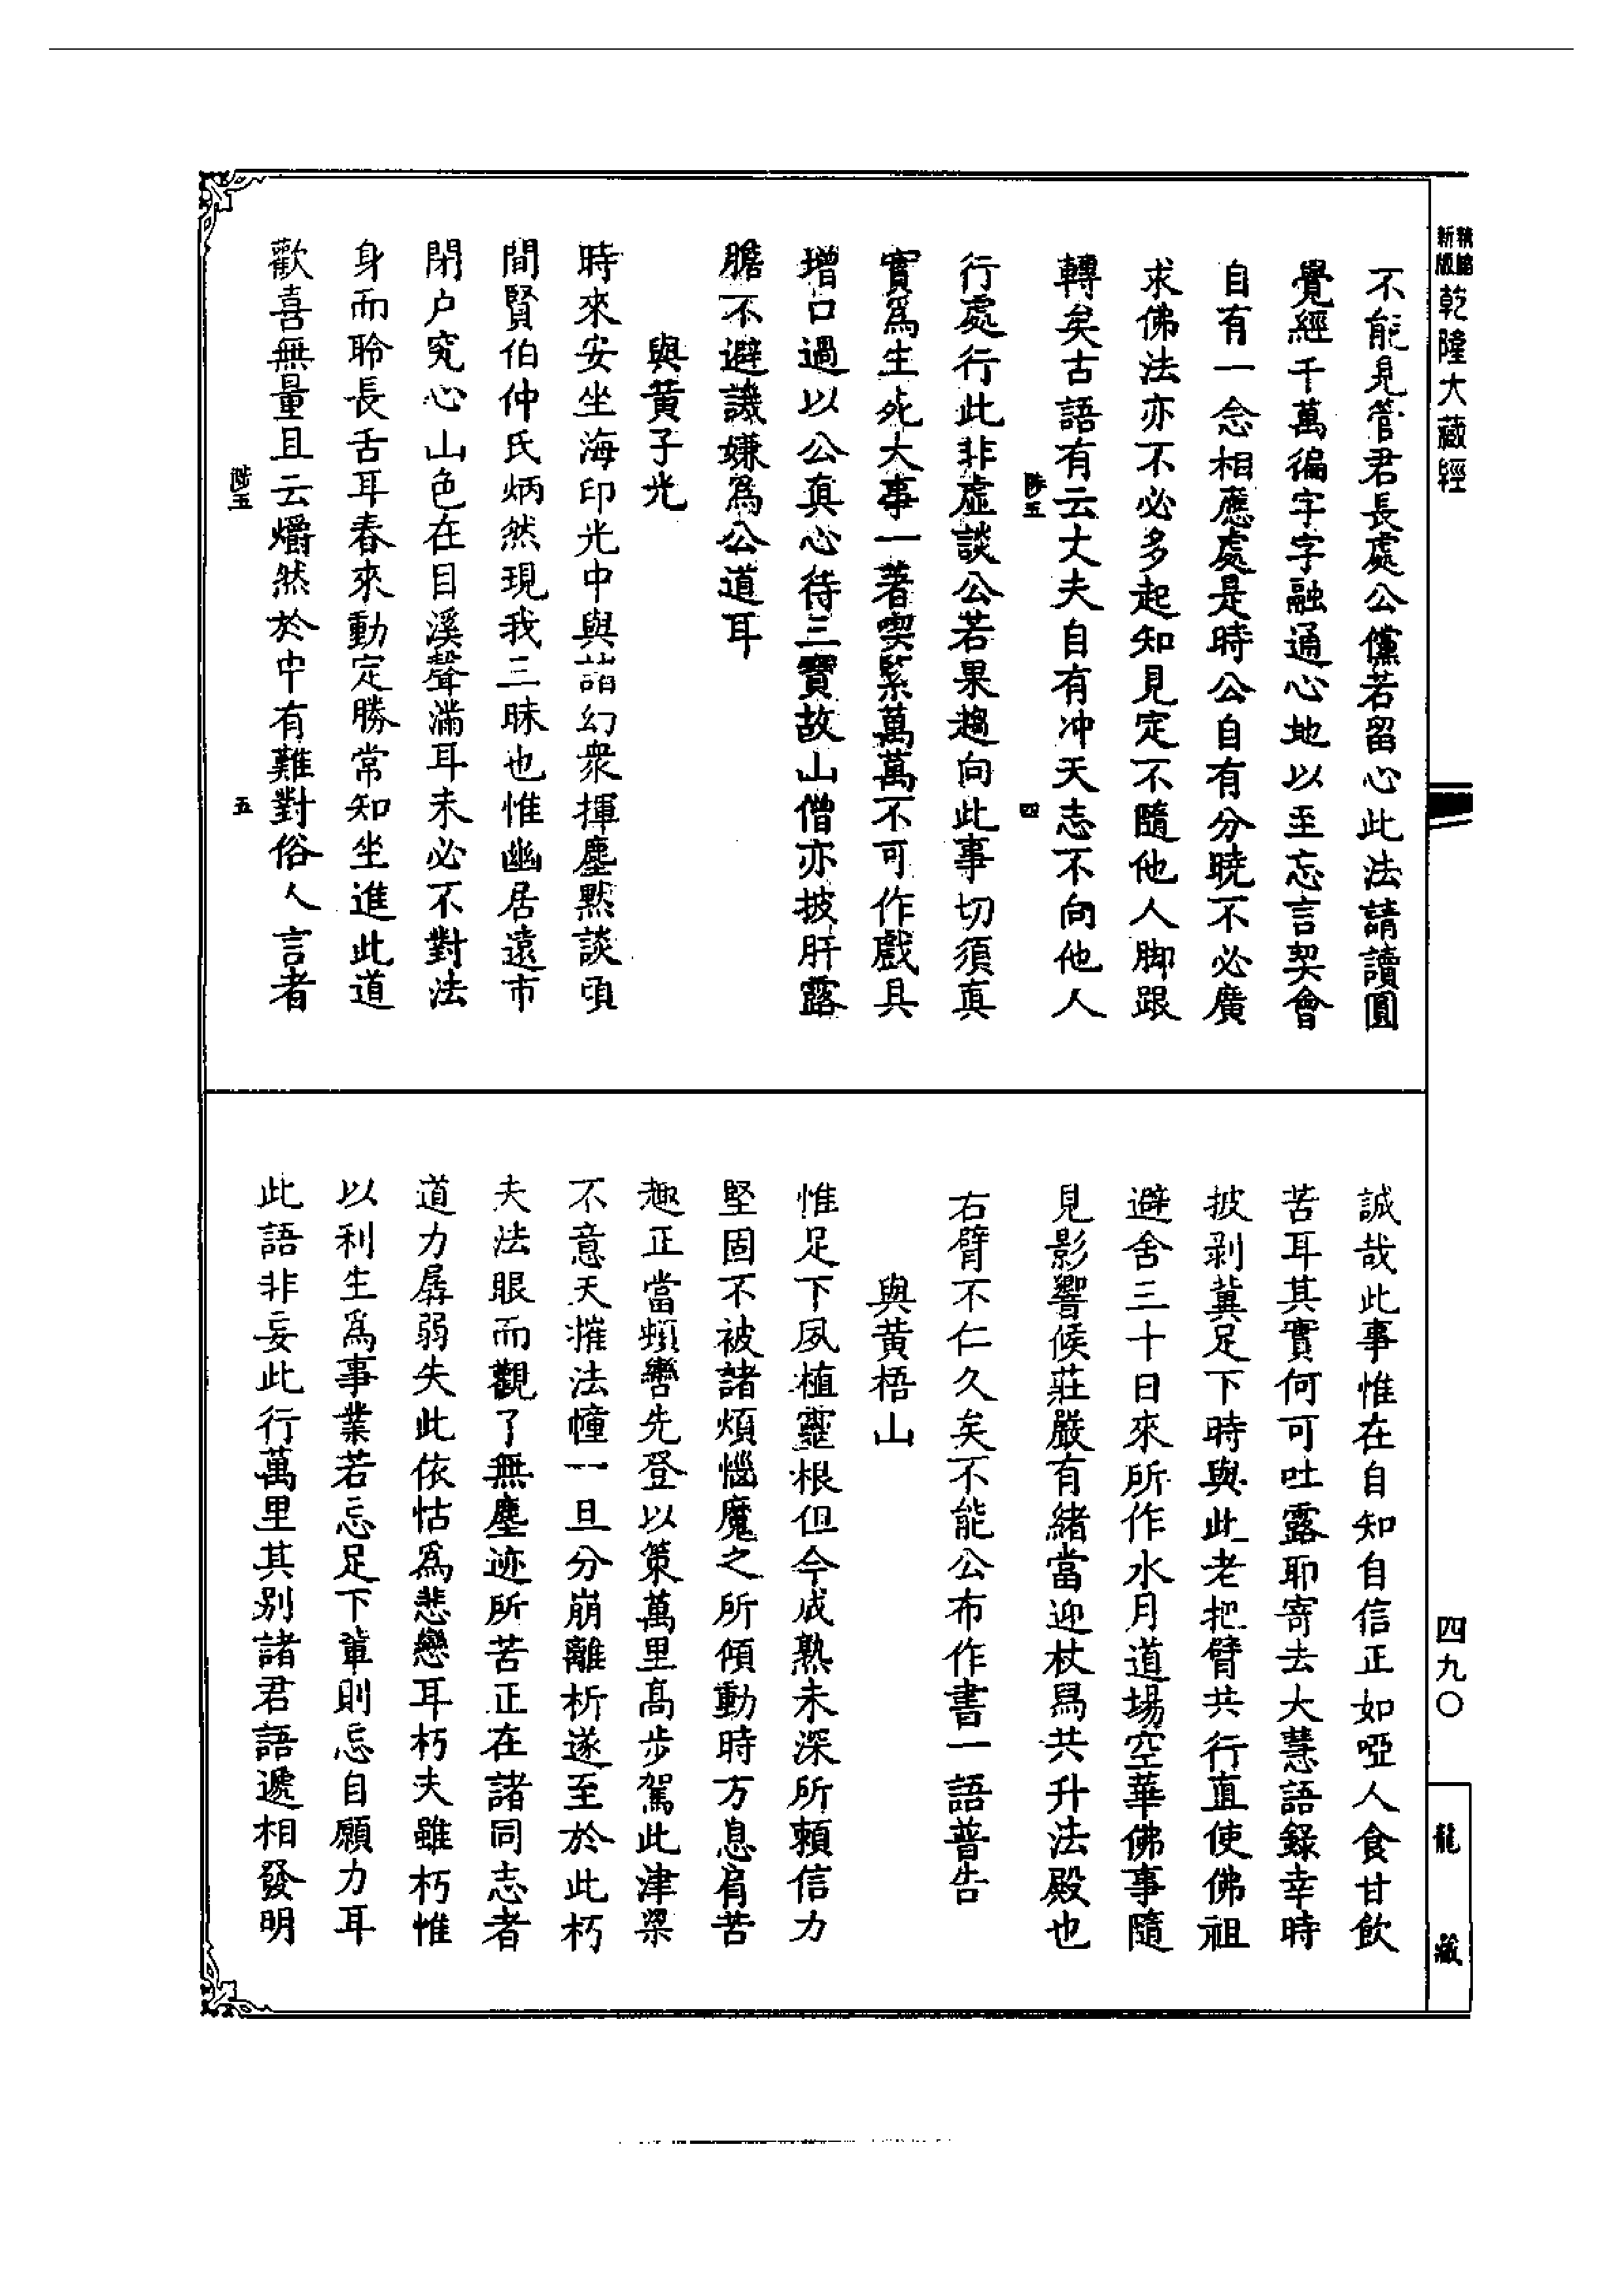 新版
精縮
乾隆大藏經
不能見管君長處公儻若留心此法請讀圓
覺經千萬徧字字融通心地以至忘言契會
自有一念相應處是時公自有分曉不必廣
求佛法亦不必多起知見定不隨他人脚跟
轉矣古語有云丈夫自有冲天志不向他人
陟五
四
行處行此非虛談公若果趨向此事切須真
實爲生死大事一著喫緊萬萬不可作戲具
增口過以公真心待三寶故山僧亦披肝露
膽不避譏嫌爲公道耳
與黃子光
時來安坐海印光中與諸幻衆揮塵默談頃
間賢伯仲氏炳然現我三昧也惟幽居遠市
閉户究心山色在目溪聲滿耳未必不對法
身而聆長舌耳春來動定勝常知坐進此道
歡喜無量且云爝然於中有難對俗人言者
陟五
五
誠哉此事惟在自知自信正如啞人食甘飲
苦耳其實何可吐露耶寄去大慧語錄幸時
披剥冀足下時與此老把臂共行直使佛祖
避舍三十日來所作水月道場空華佛事隨
見影響候莊嚴有緒當迎杖舄共升法殿也
右臂不仁久矣不能公布作書一語普告
與黃梧山
惟足下夙植靈根但今成熟未深所賴信力
堅固不被諸煩惱魔之所傾動時方息肩苦
趣正當頻轡先登以策萬里高步駕此津梁
不意天摧法幢一旦分崩離析遂至於此朽
夫法眼而觀了無塵迹所苦正在諸同志者
道力孱弱失此依怙爲悲戀耳朽夫雖朽惟
以利生爲事業若忘足下軰則忘自願力耳
此語非妄此行萬里其别諸君語遞相發明
四九〇
龍藏